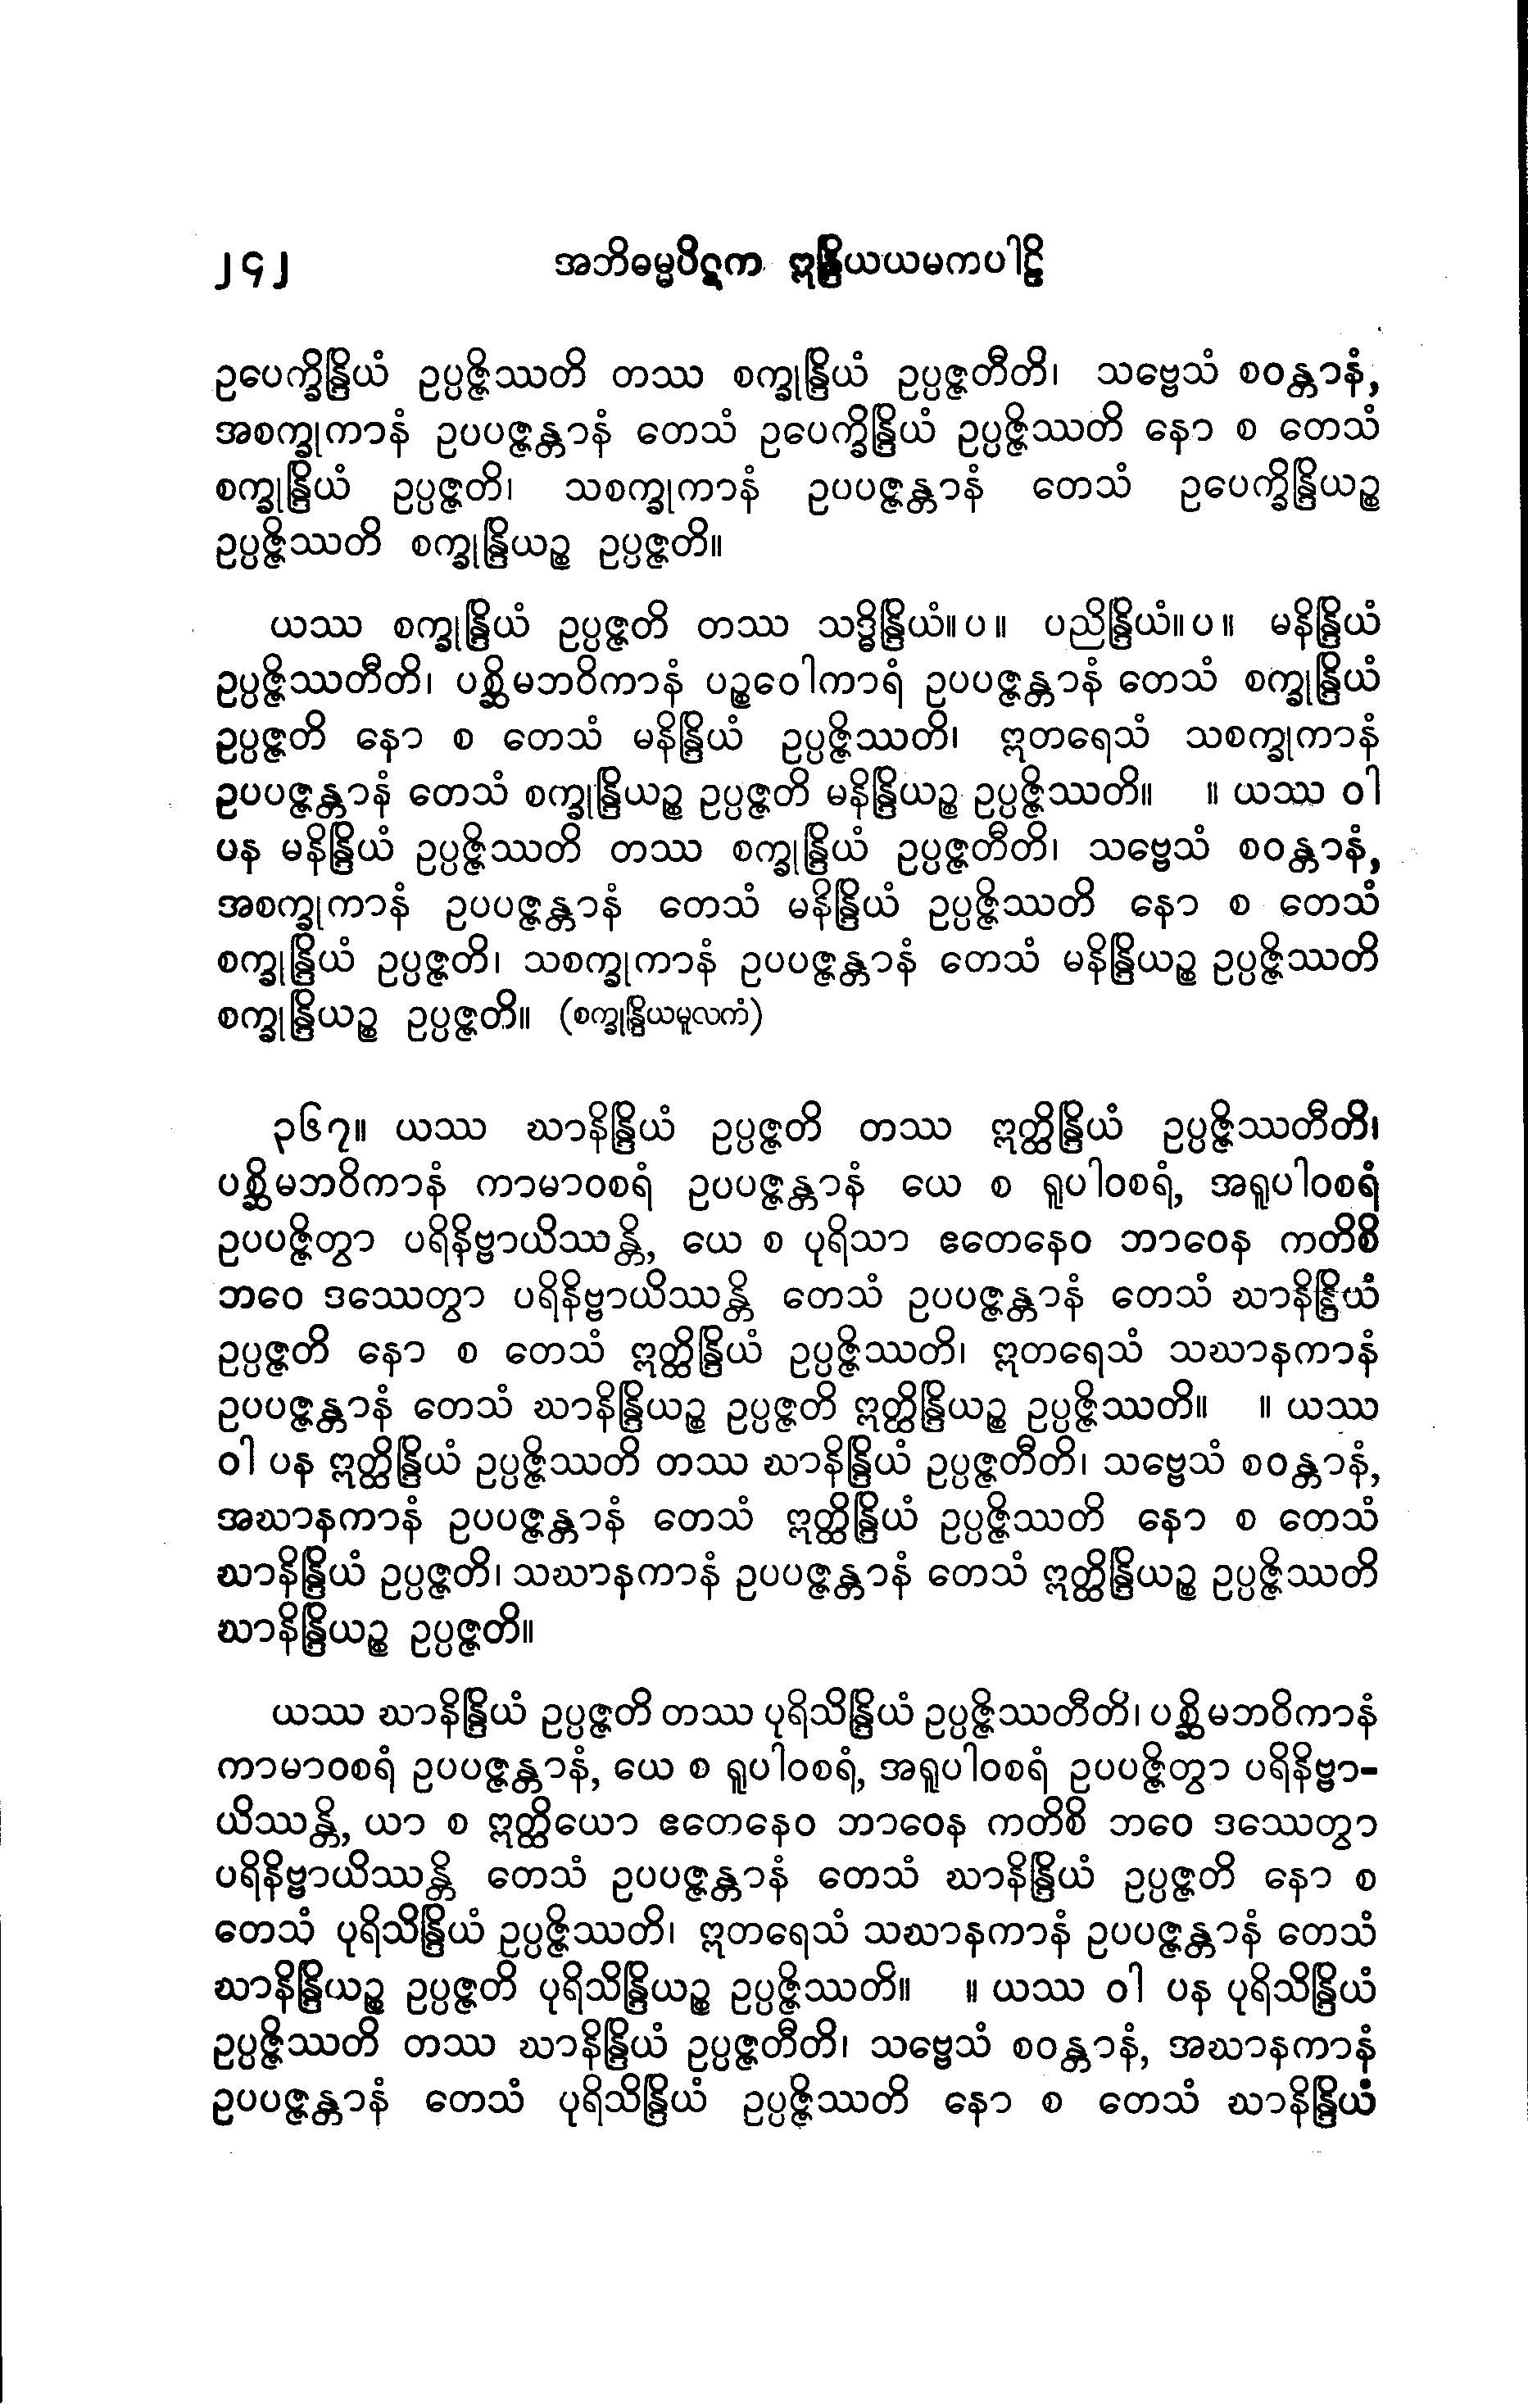 ၂၄၂ အဘိဓမ္မပိဋက ဣန္ဒြိယယမကပါဠိ
ဥပေက္ခိန္ဒြိယံ ဥပ္ပဇ္ဇိဿတိ တဿ စက္ခုန္ဒြိယံ ဥပ္ပဇ္ဇတီတိ၊ သဗ္ဗေသံ စဝန္တာနံ,
အစက္ခုကာနံ ဥပပဇ္ဇန္တာနံ တေသံ ဥပေက္ခိန္ဒြိယံ ဥပ္ပဇ္ဇိဿတိ နော စ တေသံ
စက္ခုန္ဒြိယံ ဥပ္ပဇ္ဇတိ၊ သစက္ခုကာနံ ဥပပဇ္ဇန္တာနံ တေသံ ဥပေက္ခိန္ဒြိယဉ္စ
ဥပ္ပဇ္ဇိဿတိ စက္ခုန္ဒြိယဉ္စ ဥပ္ပဇ္ဇတိ။
ယဿ စက္ခုန္ဒြိယံ ဥပ္ပဇ္ဇတိ တဿ သဒ္ဓိန္ဒြိယံ။ပ။ ပညိန္ဒြိယံ။ပ။ မနိန္ဒြိယံ
ဥပ္ပဇ္ဇိဿတီတိ၊ ပစ္ဆိမဘဝိကာနံ ပဉ္စဝေါကာရံ ဥပပဇ္ဇန္တာနံ တေသံ စက္ခုန္ဒြိယံ
ဥပ္ပဇ္ဇတိ နော စ တေသံ မနိန္ဒြိယံ ဥပ္ပဇ္ဇိဿတိ၊ ဣတရေသံ သစက္ခုကာနံ
ဥပပဇ္ဇန္တာနံ တေသံ စက္ခုန္ဒြိယဉ္စ ဥပ္ပဇ္ဇတိ မနိန္ဒြိယဉ္စ ဥပ္ပဇ္ဇိဿတိ။ ။ ယဿ ဝါ
ပန မနိန္ဒြိယံ ဥပ္ပဇ္ဇိဿတိ တဿ စက္ခုန္ဒြိယံ ဥပ္ပဇ္ဇတီတိ၊ သဗ္ဗေသံ စဝန္တာနံ,
အစက္ခုကာနံ ဥပပဇ္ဇန္တာနံ တေသံ မနိန္ဒြိယံ ဥပ္ပဇ္ဇိဿတိ နော စ တေသံ
စက္ခုန္ဒြိယံ ဥပ္ပဇ္ဇတိ၊ သစက္ခုကာနံ ဥပပဇ္ဇန္တာနံ တေသံ မနိန္ဒြိယဉ္စ ဥပ္ပဇ္ဇိဿတိ
စက္ခုန္ဒြိယဉ္စ ဥပ္ပဇ္ဇတိ။ (စက္ခုန္ဒြိယမူလကံ)
၃၆၇။ ယဿ ဃာနိန္ဒြိယံ ဥပ္ပဇ္ဇတိ တဿ ဣတ္ထိန္ဒြိယံ ဥပ္ပဇ္ဇိဿတီတိ၊
ပစ္ဆိမဘဝိကာနံ ကာမာဝစရံ ဥပပဇ္ဇန္တာနံ ယေ စ ရူပါဝစရံ, အရူပါဝစရံ
ဥပပဇ္ဇိတွာ ပရိနိဗ္ဗာယိဿန္တိ, ယေ စ ပုရိသာ ဧတေနေဝ ဘာဝေန ကတိစိ
ဘဝေ ဒဿေတွာ ပရိနိဗ္ဗာယိဿန္တိ တေသံ ဥပပဇ္ဇန္တာနံ တေသံ ဃာနိန္ဒြိယံ
ဥပ္ပဇ္ဇတိ နော စ တေသံ ဣတ္ထိန္ဒြိယံ ဥပ္ပဇ္ဇိဿတိ၊ ဣတရေသံ သဃာနကာနံ
ဥပပဇ္ဇန္တာနံ တေသံ ဃာနိန္ဒြိယဉ္စ ဥပ္ပဇ္ဇတိ ဣတ္ထိန္ဒြိယဉ္စ ဥပ္ပဇ္ဇိဿတိ။ ။ ယဿ
ဝါ ပန ဣတ္ထိန္ဒြိယံ ဥပ္ပဇ္ဇိဿတိ တဿ ဃာနိန္ဒြိယံ ဥပ္ပဇ္ဇတီတိ၊ သဗ္ဗေသံ စဝန္တာနံ,
အဃာနကာနံ ဥပပဇ္ဇန္တာနံ တေသံ ဣတ္ထိန္ဒြိယံ ဥပ္ပဇ္ဇိဿတိ နော စ တေသံ
ဃာနိန္ဒြိယံ ဥပ္ပဇ္ဇတိ၊ သဃာနကာနံ ဥပပဇ္ဇန္တာနံ တေသံ ဣတ္ထိန္ဒြိယဉ္စ ဥပ္ပဇ္ဇိဿတိ
ဃာနိန္ဒြိယဉ္စ ဥပ္ပဇ္ဇတိ။
ယဿ ဃာနိန္ဒြိယံ ဥပ္ပဇ္ဇတိ တဿ ပုရိသိန္ဒြိယံ ဥပ္ပဇ္ဇိဿတီတိ၊ ပစ္ဆိမဘဝိကာနံ
ကာမာဝစရံ ဥပပဇ္ဇန္တာနံ, ယေ စ ရူပါဝစရံ, အရူပါဝစရံ ဥပပဇ္ဇိတွာ ပရိနိဗ္ဗာ-
ယိဿန္တိ, ယာ စ ဣတ္ထိယော ဧတေနေဝ ဘာဝေန ကတိစိ ဘဝေ ဒဿေတွာ
ပရိနိဗ္ဗာယိဿန္တိ တေသံ ဥပပဇ္ဇန္တာနံ တေသံ ဃာနိန္ဒြိယံ ဥပ္ပဇ္ဇတိ နော စ
တေသံ ပုရိသိန္ဒြိယံ ဥပ္ပဇ္ဇိဿတိ၊ ဣတရေသံ သဃာနကာနံ ဥပပဇ္ဇန္တာနံ တေသံ
ဃာနိန္ဒြိယဉ္စ ဥပ္ပဇ္ဇတိ ပုရိသိန္ဒြိယဉ္စ ဥပ္ပဇ္ဇိဿတိ။ ။ ယဿ ဝါ ပန ပုရိသိန္ဒြိယံ
ဥပ္ပဇ္ဇိဿတိ တဿ ဃာနိန္ဒြိယံ ဥပ္ပဇ္ဇတီတိ၊ သဗ္ဗေသံ စဝန္တာနံ, အဃာနကာနံ
ဥပပဇ္ဇန္တာနံ တေသံ ပုရိသိန္ဒြိယံ ဥပ္ပဇ္ဇိဿတိ နော စ တေသံ ဃာနိန္ဒြိယံ